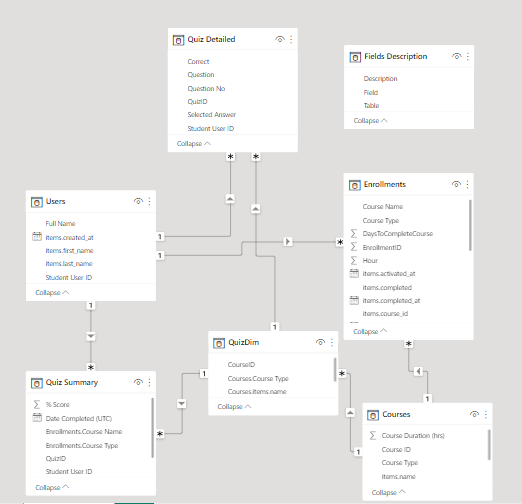 Quiz Detailed
Correct
Question
Question No
QuizID
Selected Answer
Student User ID
Collapse
Fields Description
Description
Field
Table
Collapse
*
*
Users
Full Name
items.created_at
items.first_name
items.last_name
Student User ID
Collapse
1
1
1
*
Enrollments
Course Name
Course Type
DaysToCompleteCourse
EnrollmentID
Hour
items.activated_at
items.completed
items.completed_at
items.course_id
Collapse
*
*
1
QuizDim
CourseID
Courses.Course Type
Courses.items.name
Collapse
1
*
Quiz Summary
% Score
Date Completed (UTC)
Enrollments.Course Name
Enrollments.Course Type
QuizID
Student User ID
Collapse
*
1
1
Courses
Course Duration (hrs)
Course ID
Course Type
items.name
Collapse